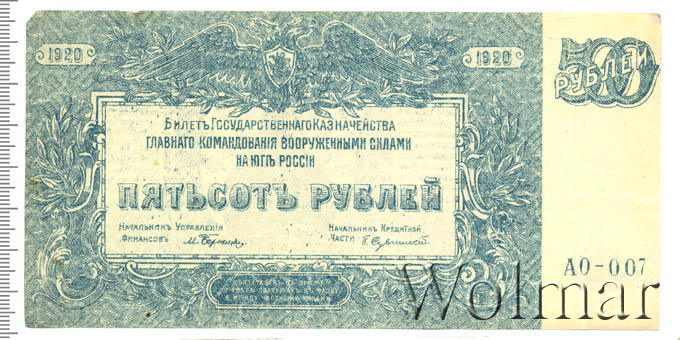 1920
1920
500
РУБЛЕЙ
БИЛЕТЪ ГОСУДАРСТВЕННАГО КАЗНАЧЕЙСТВА
ГЛАВНАГО КОМАНДОВАНІЯ ВООРУЖЕННЫМИ СИЛАМИ
НА ЮГѢ РОССІИ
ПЯТЬСОТЪ РУБЛЕЙ
НАЧАЛЬНИКЪ УПРАВЛЕНІЯ
ФИНАНСОВЪ
НАЧАЛЬНИКЪ КРЕДИТНОЙ
ЧАСТИ
АО-007
Wolmar